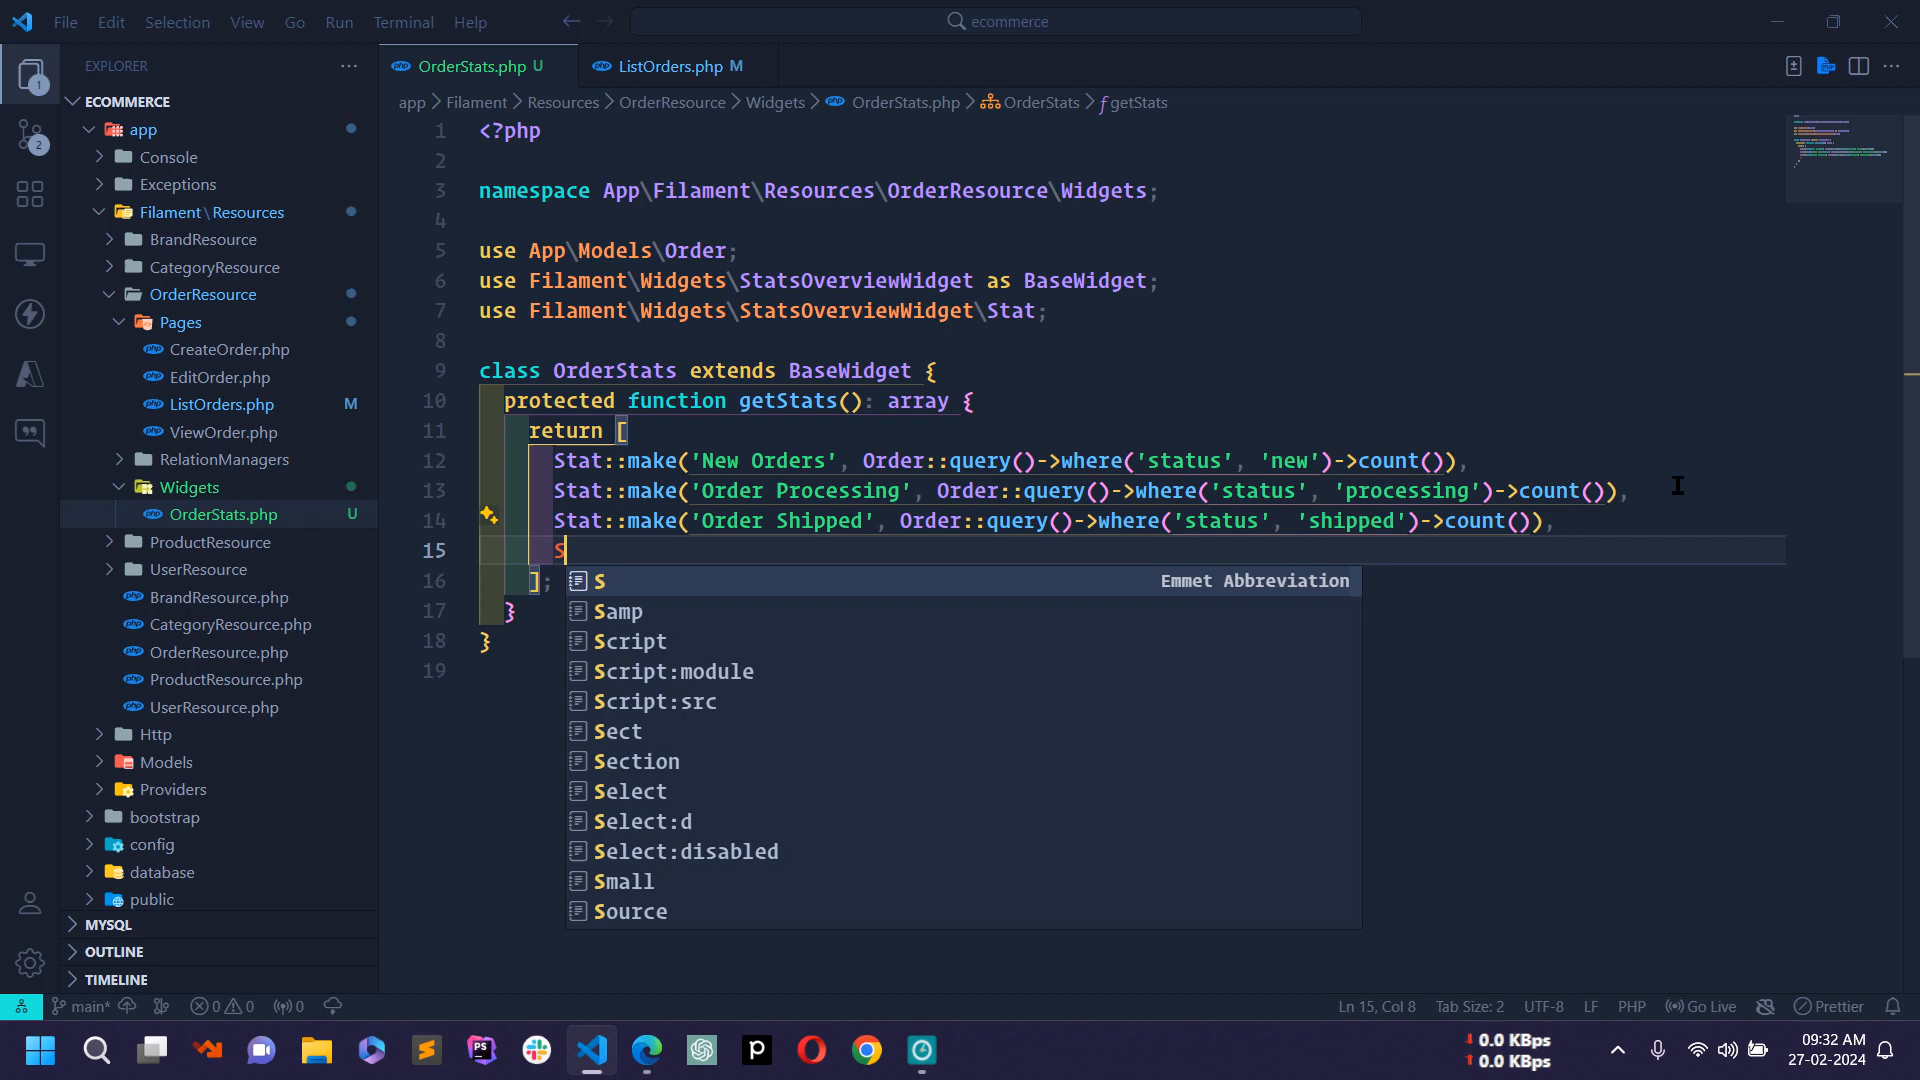 File Edit Selection View Go Run Terminal Help
ecommerce
EXPLORER
ECOMMERCE
app
Console
Exceptions
Filament\Resources
BrandResource
CategoryResource
OrderResource
Pages
CreateOrder.php
EditOrder.php
ListOrders.php M
ViewOrder.php
RelationManagers
Widgets
OrderStats.php U
ProductResource
UserResource
BrandResource.php
CategoryResource.php
OrderResource.php
ProductResource.php
UserResource.php
Http
Models
Providers
bootstrap
config
database
public
MYSQL
OUTLINE
TIMELINE
1
2
php OrderStats.php U
php ListOrders.php M
app > Filament > Resources > OrderResource > Widgets > php OrderStats.php > OrderStats > getStats
1 <?php
2
3 namespace App\Filament\Resources\OrderResource\Widgets;
4
5 use App\Models\Order;
6 use Filament\Widgets\StatsOverviewWidget as BaseWidget;
7 use Filament\Widgets\StatsOverviewWidget\Stat;
8
9 class OrderStats extends BaseWidget {
10 protected function getStats(): array {
11 return [
12 Stat::make('New Orders', Order::query()->where('status', 'new')->count()),
13 Stat::make('Order Processing', Order::query()->where('status', 'processing')->count()),
14 Stat::make('Order Shipped', Order::query()->where('status', 'shipped')->count()),
15 S
16 ];
17 }
18 }
19
S Emmet Abbreviation
Samp
Script
Script:module
Script:src
Sect
Section
Select
Select:d
Select:disabled
Small
Source
main* 0 0 0
Ln 15, Col 8 Tab Size: 2 UTF-8 LF PHP Go Live Prettier
PS
P
0.0 KBps
0.0 KBps
09:32 AM
27-02-2024